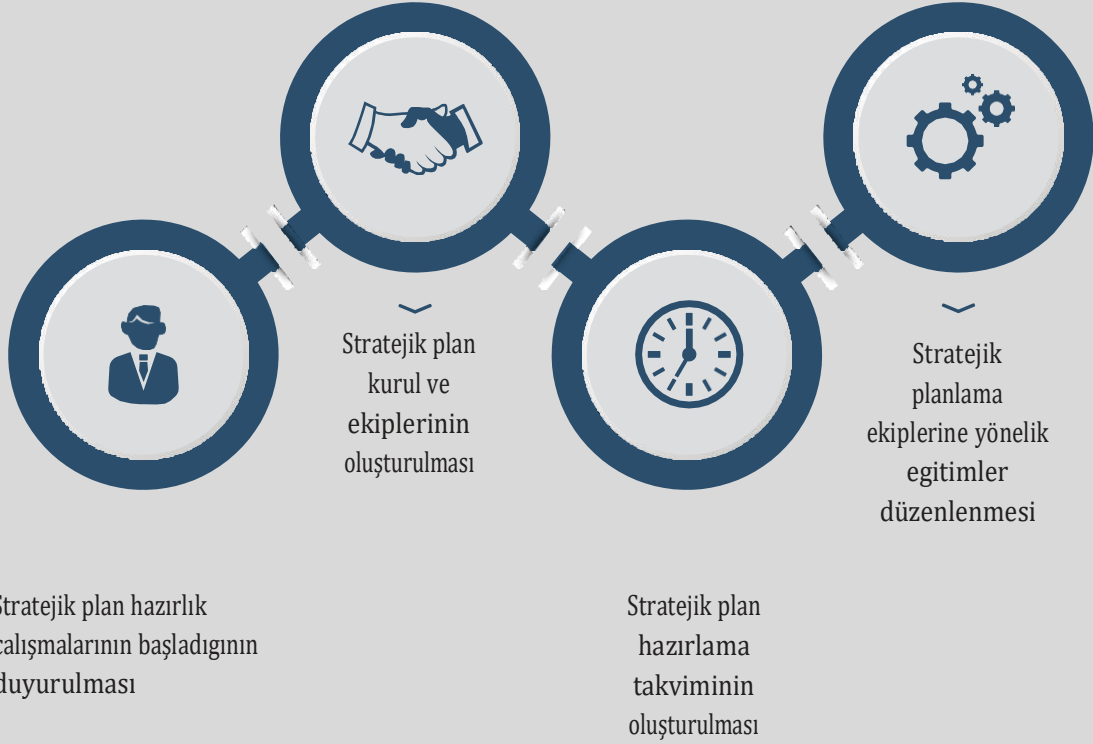 Stratejik plan
kurul ve
ekiplerinin
oluşturulması
Stratejik
planlama
ekiplerine yönelik
egitimler
düzenlenmesi
Stratejik plan hazırlık
çalışmalarının başladıgının
duyurulması
Stratejik plan
hazırlama
takviminin
oluşturulması